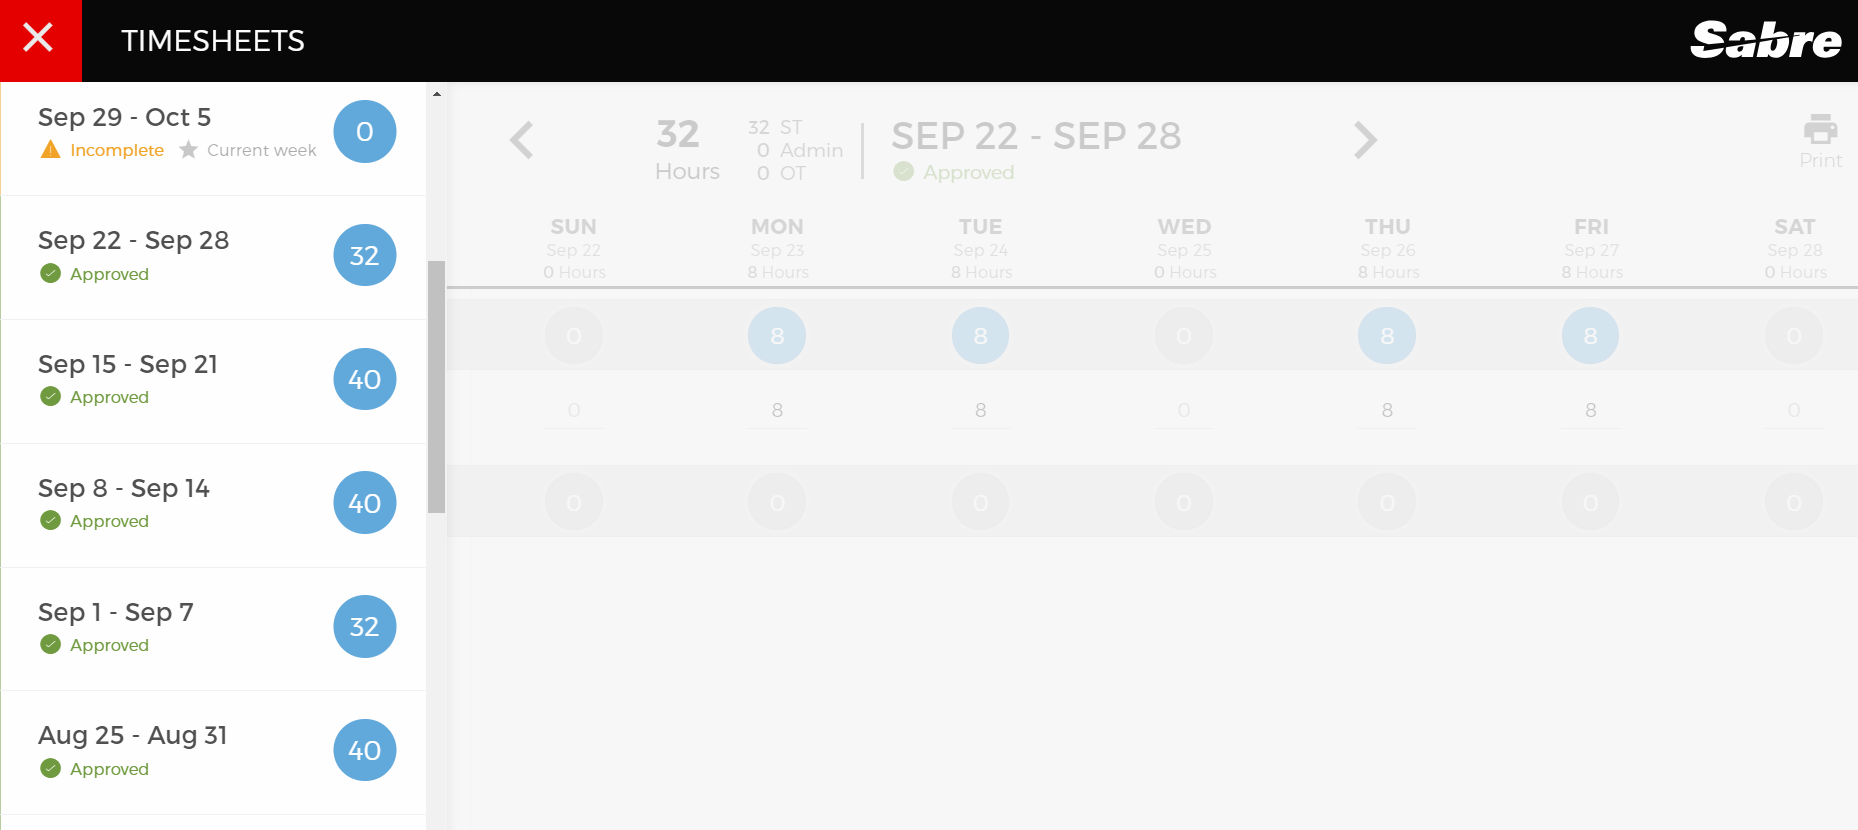 TIMESHEETS
Sabre
Sep 29 - Oct 5
Incomplete Current week
0
Sep 22 - Sep 28
Approved
32
Sep 15 - Sep 21
Approved
40
Sep 8 - Sep 14
Approved
40
Sep 1 - Sep 7
Approved
32
Aug 25 - Aug 31
Approved
40
32
Hours
32 ST
0 Admin
0 OT
SEP 22 - SEP 28
Approved
Print
SUN MON TUE WED THU FRI SAT
Sep 22 Sep 23 Sep 24 Sep 25 Sep 26 Sep 27 Sep 28
0 Hours 8 Hours 8 Hours 0 Hours 8 Hours 8 Hours 0 Hours
0 8 8 0 8 8 0
0 8 8 0 8 8 0
0 0 0 0 0 0 0